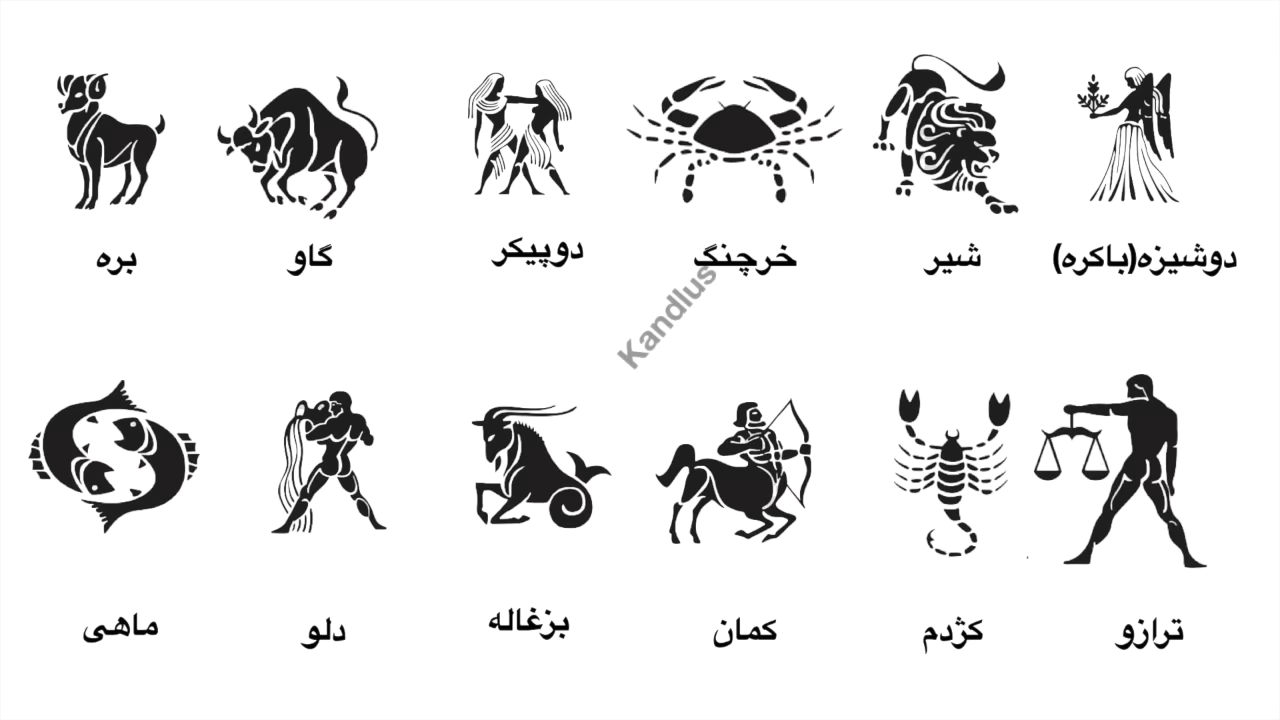 بره
گاو
دوپیکر
خرچنگ
شیر
دوشیزه(باکره)
Kandlus
ماهی
دلو
بزغاله
کمان
کژدم
ترازو